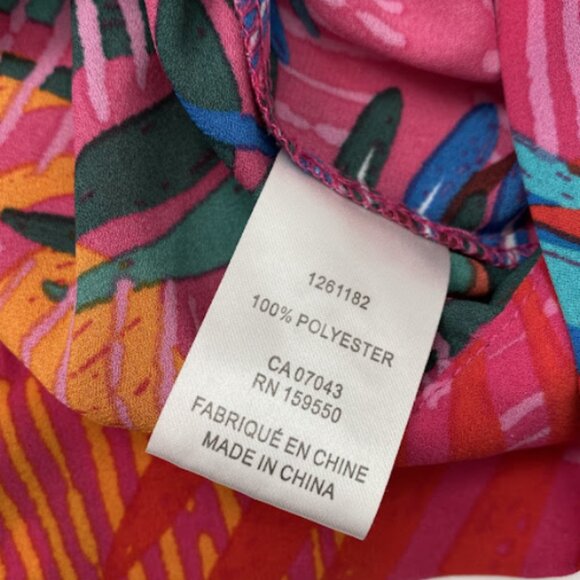 1261182
100% POLYESTER
CA 07043
RN 159550
FABRIQUÉ EN CHINE
MADE IN CHINA